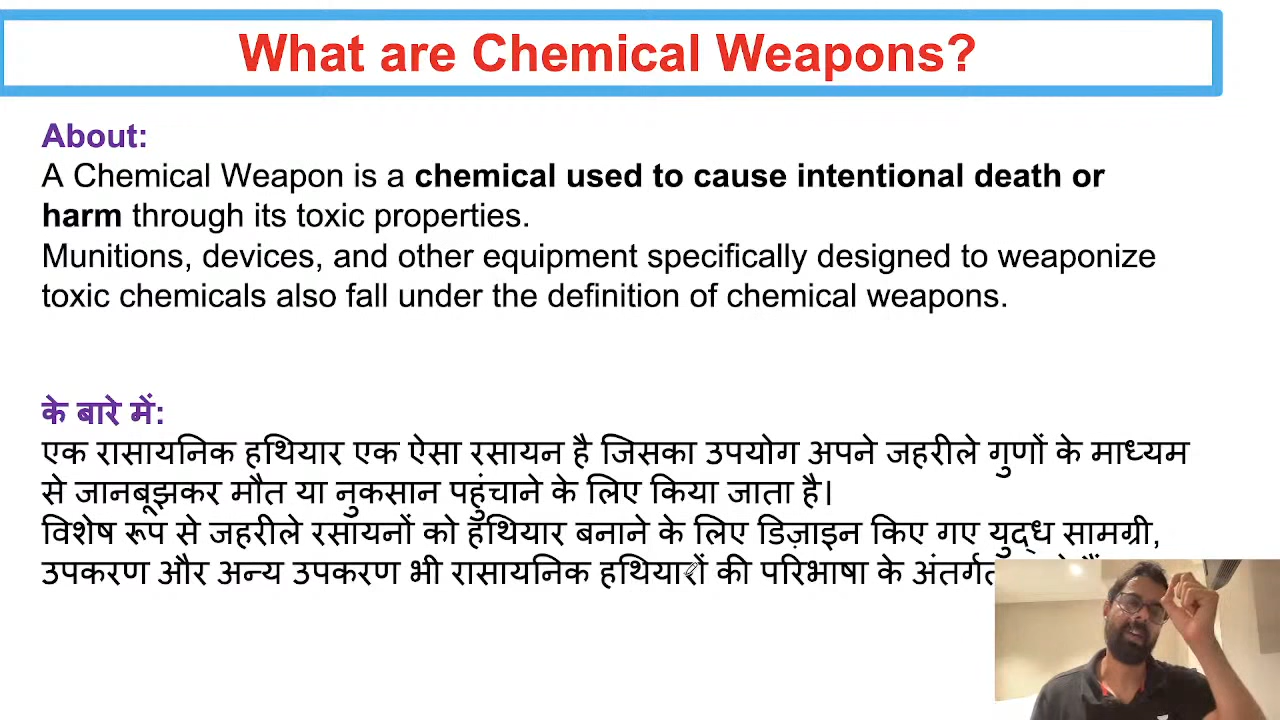 What are Chemical Weapons?
About:
A Chemical Weapon is a chemical used to cause intentional death or
harm through its toxic properties.
Munitions, devices, and other equipment specifically designed to weaponize
toxic chemicals also fall under the definition of chemical weapons.
के बारे में:
एक रासायनिक हथियार एक ऐसा रसायन है जिसका उपयोग अपने जहरीले गुणों के माध्यम
से जानबूझकर मौत या नुकसान पहुंचाने के लिए किया जाता है।
विशेष रूप से जहरीले रसायनों को हथियार बनाने के लिए डिज़ाइन किए गए युद्ध सामग्री,
उपकरण और अन्य उपकरण भी रासायनिक हथियारों की परिभाषा के अंतर्गत